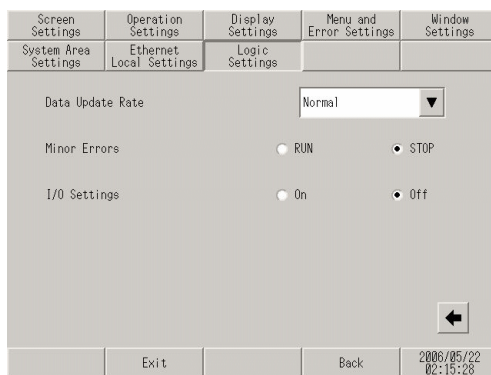 Screen Settings
Operation Settings
Display Settings
Menu and Error Settings
Window Settings
System Area Settings
Ethernet Local Settings
Logic Settings
Data Update Rate Normal
Minor Errors RUN STOP
I/O Settings On Off
Exit Back 2006/05/22 02:15:28